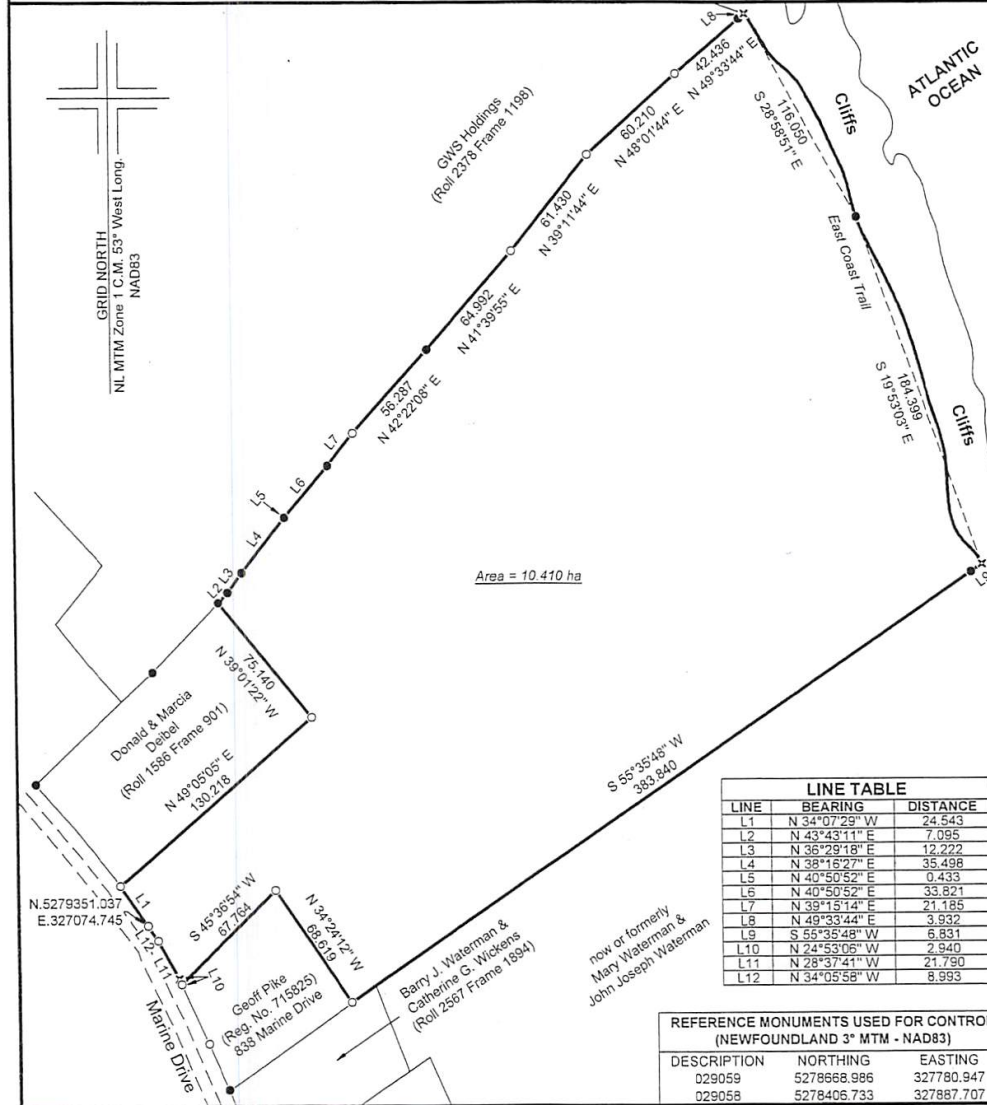 GRID NORTH
NL MTM Zone 1 C.M. 53° West Long.
NAD83
GWS Holdings
(Roll 2378 Frame 1198)
L8
42.436
N 49°33'44" E
60.210
N 48°01'44" E
61.430
N 39°11'44" E
64.992
N 41°39'55" E
56.287
N 42°22'08" E
L7
L6
L5
L4
L3
L2
ATLANTIC
OCEAN
Cliffs
116.050
S 28°58'51" E
East Coast Trail
184.399
S 19°53'03" E
Cliffs
L9
Area = 10.410 ha
75.140
N 39°01'22" W
Donald & Marcia
Deibel
(Roll 1586 Frame 901)
N 49°05'05" E
130.218
S 55°35'48" W
383.840
N.5279351.037
E.327074.745
L1
L12
L11
L10
S 45°36'54" W
67.764
N 34°24'12" W
68.619
Geoff Pike
(Reg. No. 715825)
838 Marine Drive
Marine Drive
Barry J. Waterman &
Catherine G. Wickens
(Roll 2567 Frame 1894)
now or formerly
Mary Waterman &
John Joseph Waterman
LINE TABLE
LINE BEARING DISTANCE
L1 N 34°07'29" W 24.543
L2 N 43°43'11" E 7.095
L3 N 36°29'18" E 12.222
L4 N 38°16'27" E 35.498
L5 N 40°50'52" E 0.433
L6 N 40°50'52" E 33.821
L7 N 39°15'14" E 21.185
L8 N 49°33'44" E 3.932
L9 S 55°35'48" W 6.831
L10 N 24°53'06" W 2.940
L11 N 28°37'41" W 21.790
L12 N 34°05'58" W 8.993
REFERENCE MONUMENTS USED FOR CONTROL
(NEWFOUNDLAND 3° MTM - NAD83)
DESCRIPTION NORTHING EASTING
029059 5278668.986 327780.947
029058 5278406.733 327887.707